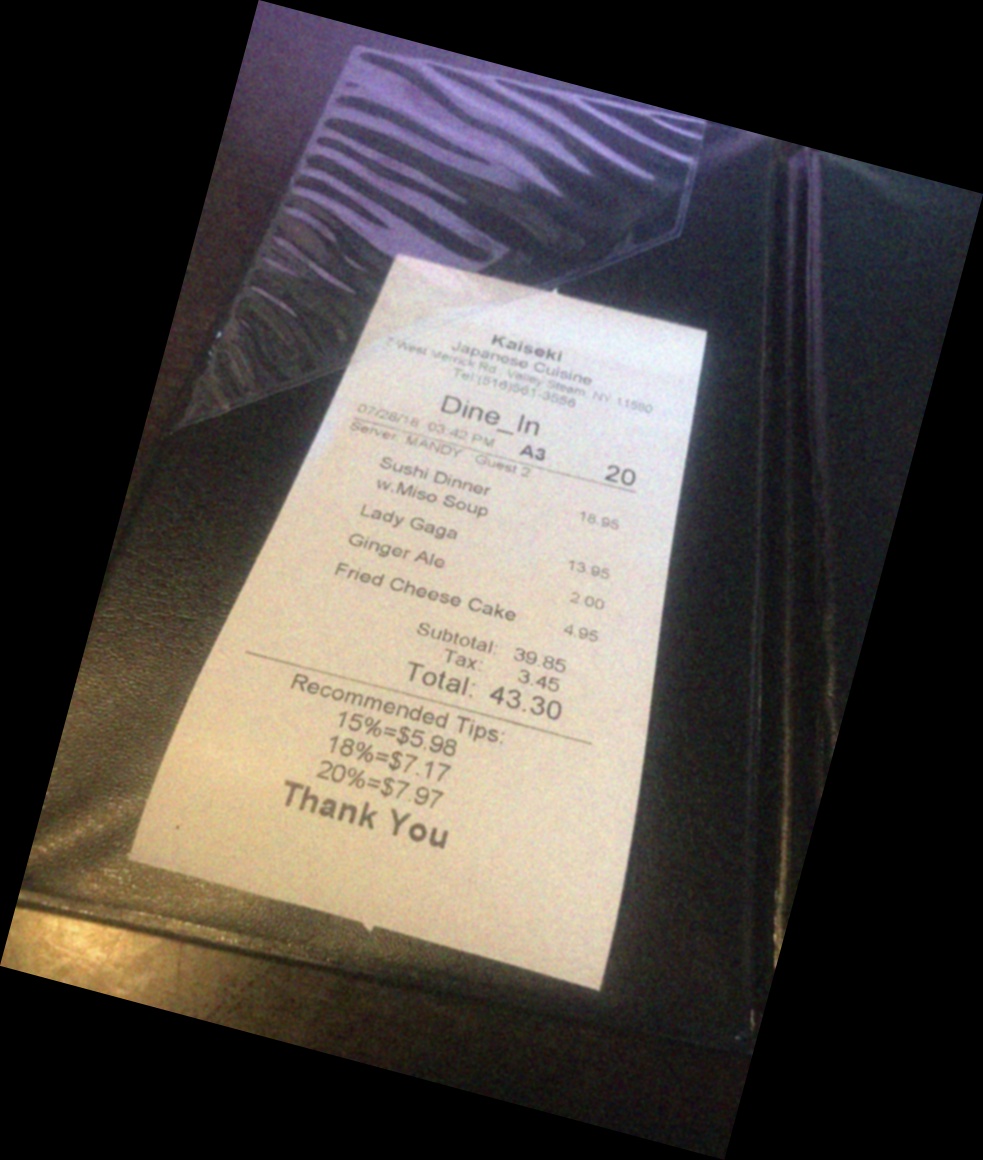 Kaiseki
Japanese Cuisine
7 West Merrick Rd. Valley Steam, NY 11580
Tel:(516)561-3556
Dine_In
07/28/16 03:42 PM A3 20
Server: MANDY Guest 2
Sushi Dinner
w.Miso Soup 18.95
Lady Gaga 13.95
Ginger Ale 2.00
Fried Cheese Cake 4.95
Subtotal: 39.85
Tax: 3.45
Total: 43.30
Recommended Tips:
15%=$5.98
18%=$7.17
20%=$7.97
Thank You